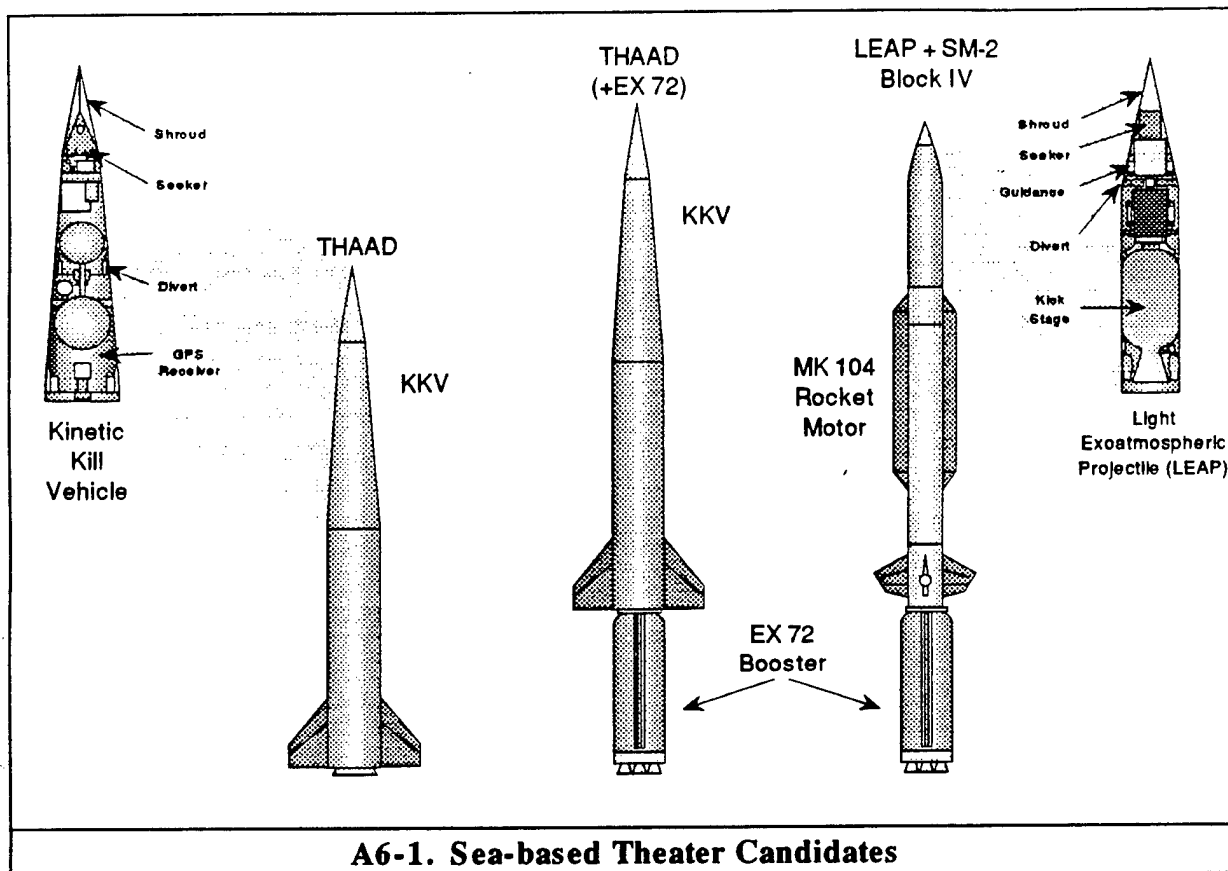 Shroud
Seeker
Divert
GPS
Receiver
Kinetic
Kill
Vehicle
THAAD
KKV
THAAD
(+EX 72)
KKV
LEAP + SM-2
Block IV
MK 104
Rocket
Motor
EX 72
Booster
Shroud
Seeker
Guidance
Divert
Kick
Stage
Light
Exoatmospheric
Projectile (LEAP)
A6-1. Sea-based Theater Candidates